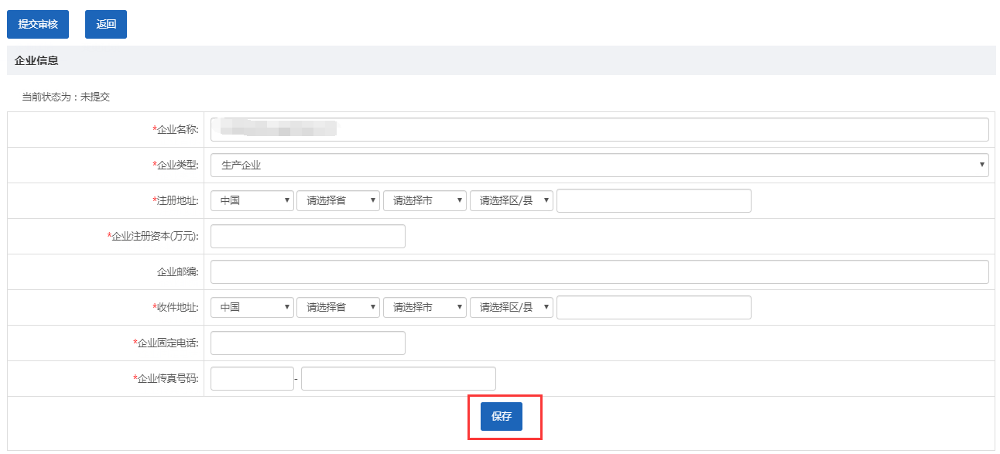 提交审核 返回
企业信息
当前状态为：未提交
*企业名称:
*企业类型: 生产企业
*注册地址: 中国 请选择省 请选择市 请选择区/县
*企业注册资本(万元):
企业邮编:
*收件地址: 中国 请选择省 请选择市 请选择区/县
*企业固定电话:
*企业传真号码: -
保存